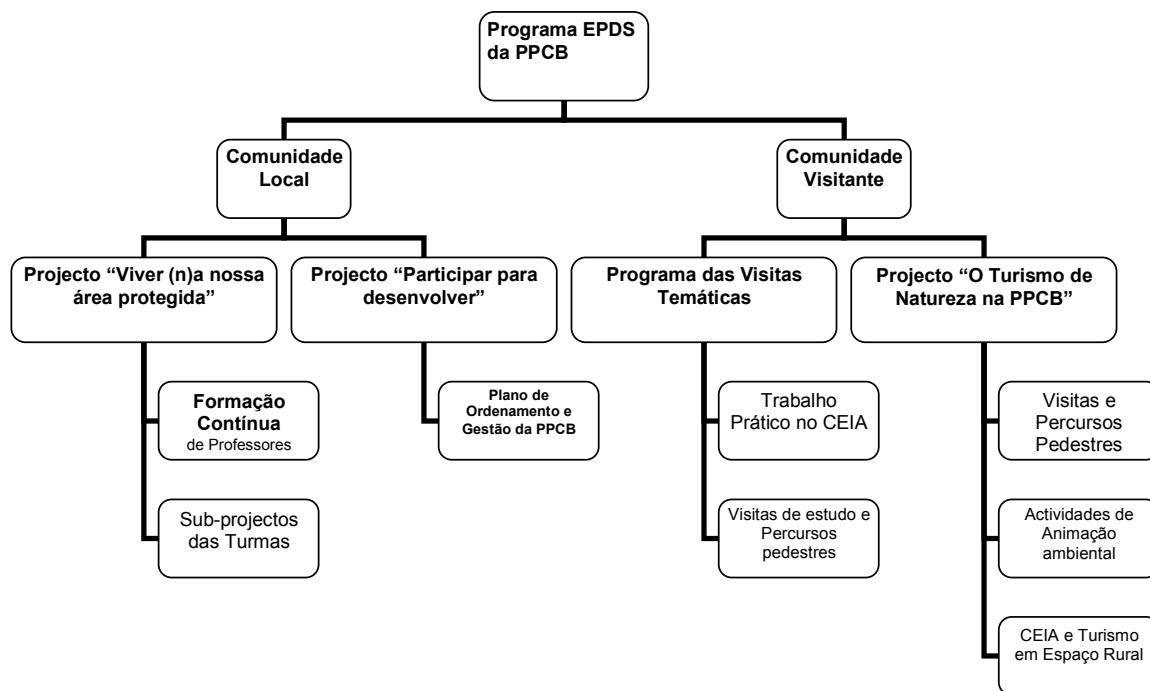 Programa EPDS
da PPCB
Comunidade
Local
Comunidade
Visitante
Projecto “Viver (n)a nossa
área protegida”
Projecto “Participar para
desenvolver”
Programa das Visitas
Temáticas
Projecto “O Turismo de
Natureza na PPCB”
Formação
Contínua
de Professores
Plano de
Ordenamento e
Gestão da PPCB
Trabalho
Prático no CEIA
Visitas e
Percursos
Pedestres
Sub-projectos
das Turmas
Visitas de estudo e
Percursos
pedestres
Actividades de
Animação
ambiental
CEIA e Turismo
em Espaço Rural